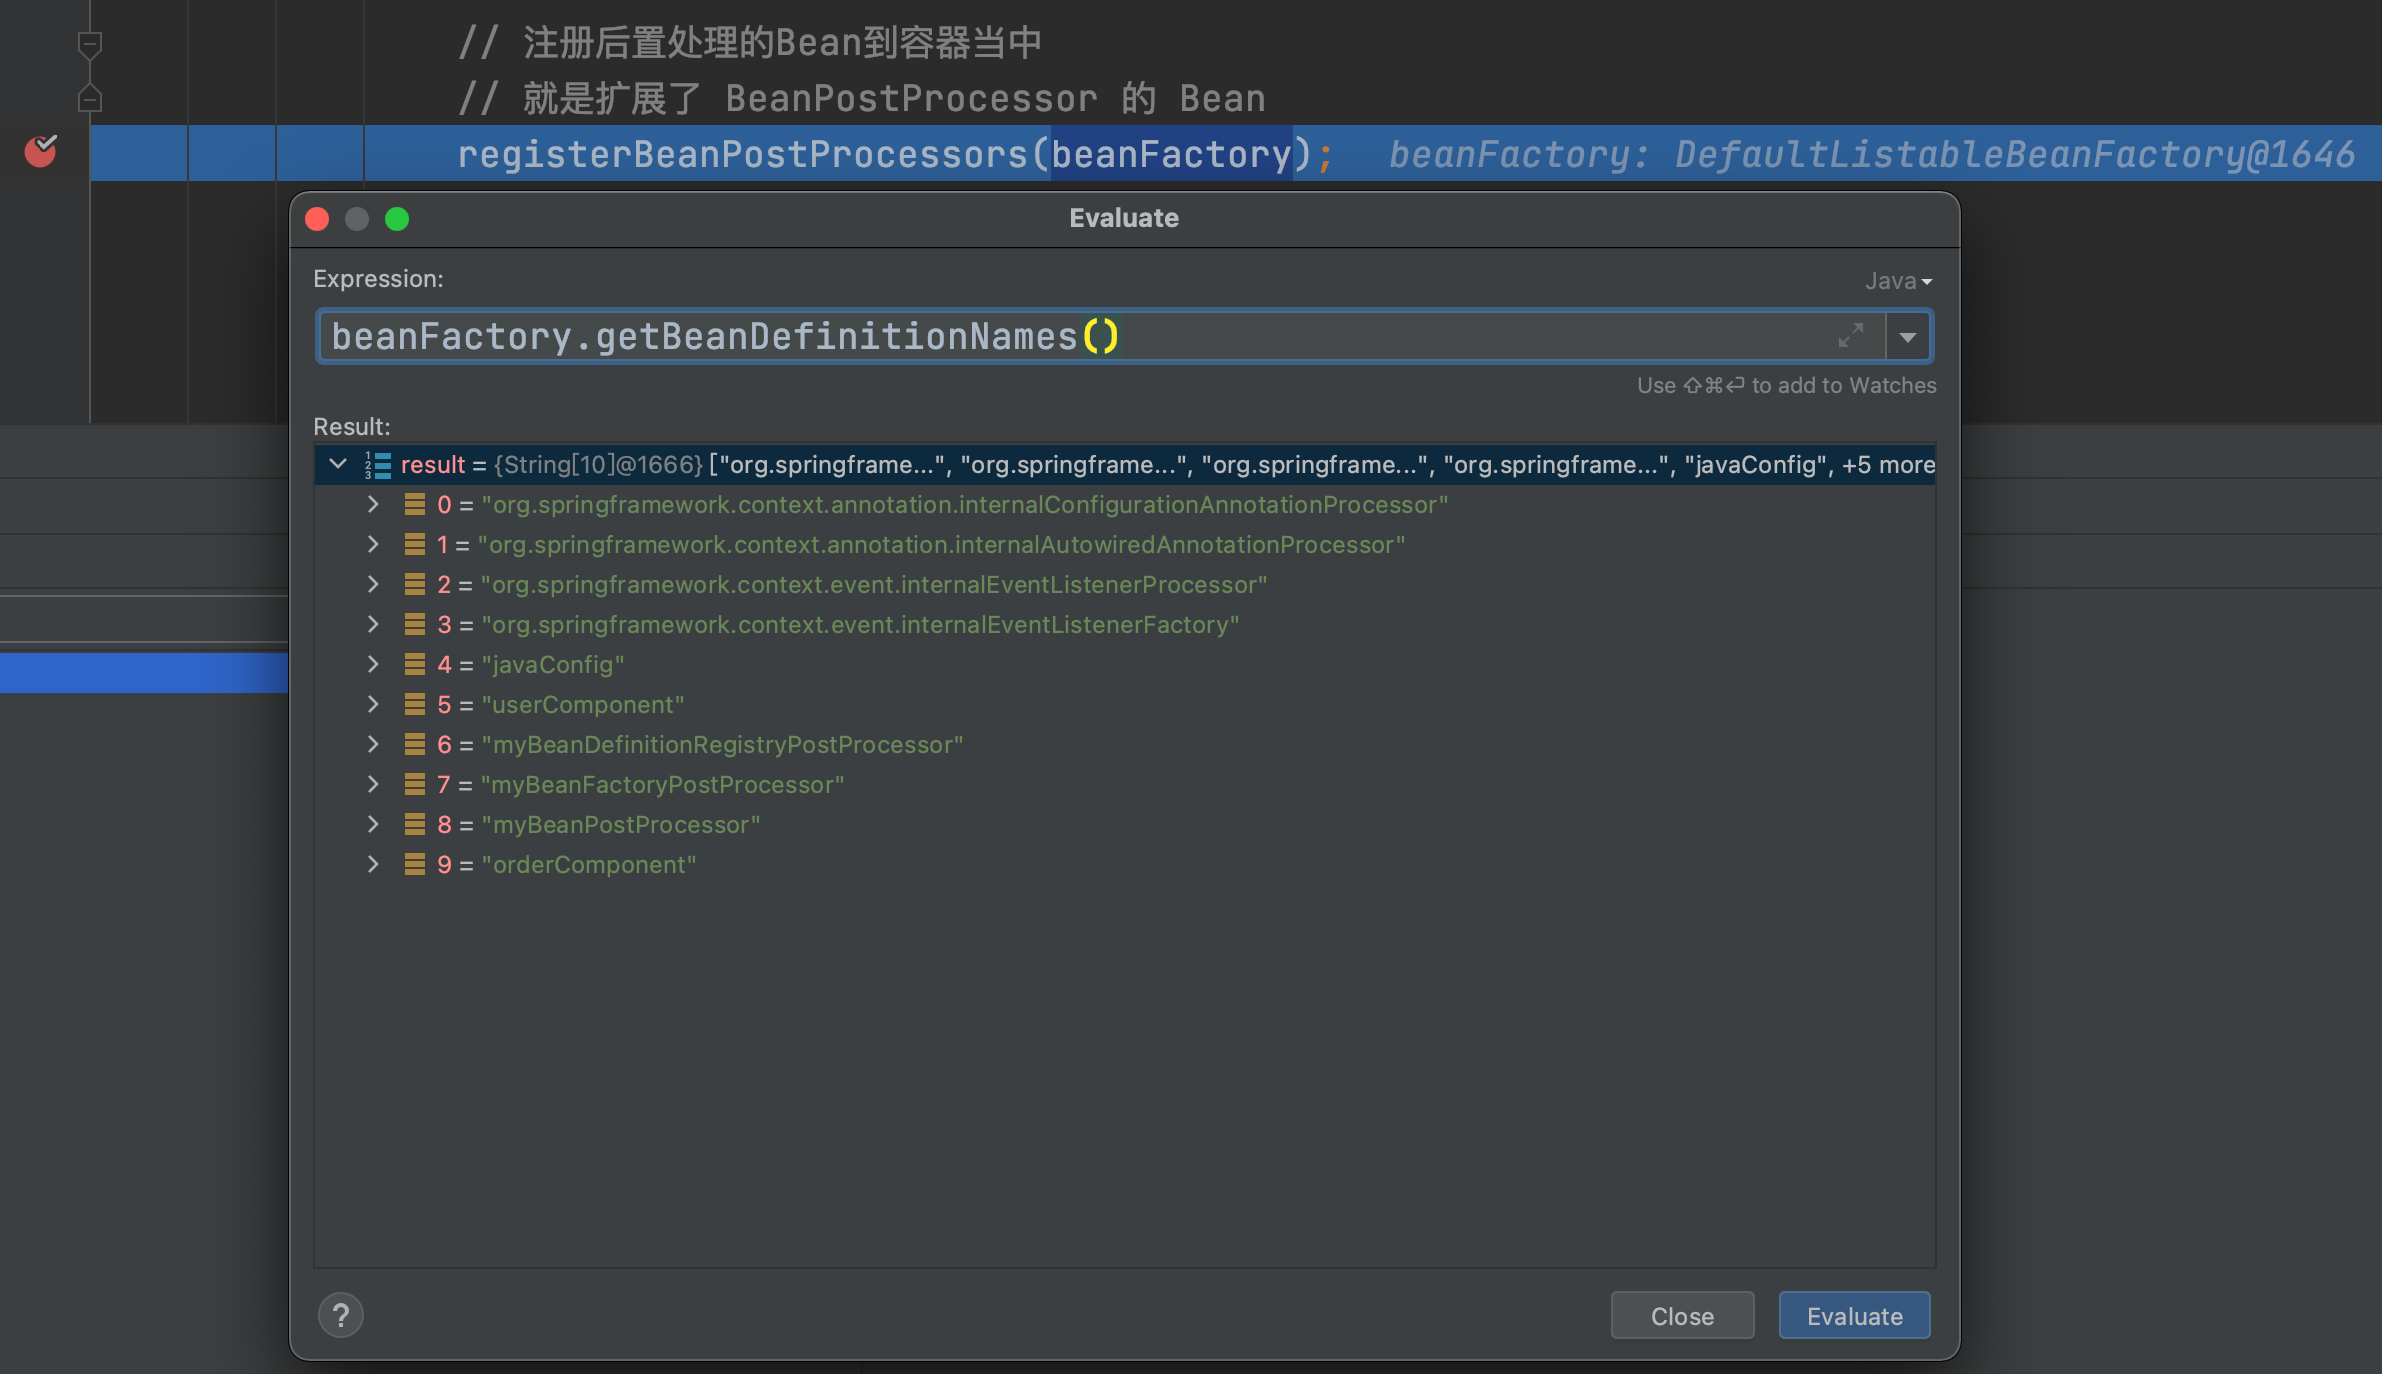 // 注册后置处理的Bean到容器当中
// 就是扩展了 BeanPostProcessor 的 Bean
registerBeanPostProcessors(beanFactory); beanFactory: DefaultListableBeanFactory@1646
Evaluate
Expression:
Java
beanFactory.getBeanDefinitionNames()
Use ⇧⌘↩ to add to Watches
Result:
result = {String[10]@1666} ["org.springframe...", "org.springframe...", "org.springframe...", "org.springframe...", "javaConfig", +5 more
0 = "org.springframework.context.annotation.internalConfigurationAnnotationProcessor"
1 = "org.springframework.context.annotation.internalAutowiredAnnotationProcessor"
2 = "org.springframework.context.event.internalEventListenerProcessor"
3 = "org.springframework.context.event.internalEventListenerFactory"
4 = "javaConfig"
5 = "userComponent"
6 = "myBeanDefinitionRegistryPostProcessor"
7 = "myBeanFactoryPostProcessor"
8 = "myBeanPostProcessor"
9 = "orderComponent"
?
Close
Evaluate